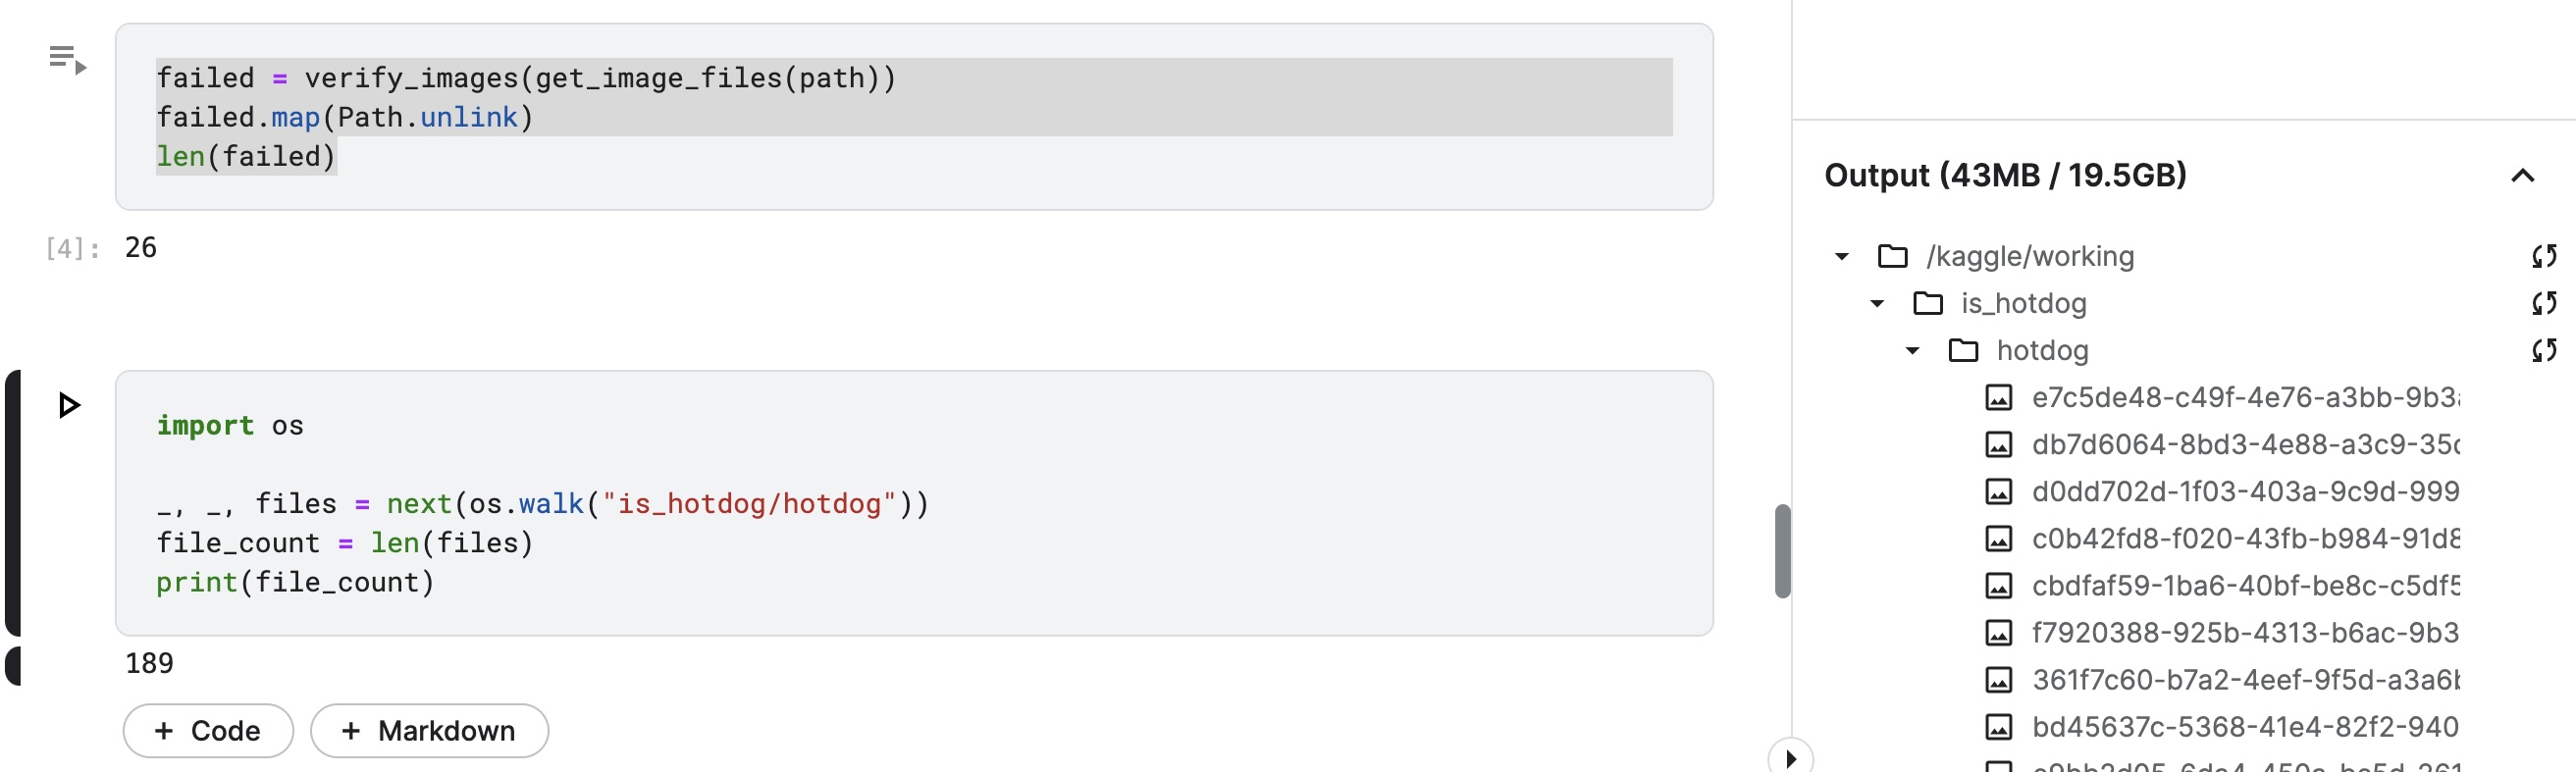 failed = verify_images(get_image_files(path))
failed.map(Path.unlink)
len(failed)
[4]: 26
import os
_, _, files = next(os.walk("is_hotdog/hotdog"))
file_count = len(files)
print(file_count)
189
+ Code + Markdown
Output (43MB / 19.5GB)
/kaggle/working
is_hotdog
hotdog
e7c5de48-c49f-4e76-a3bb-9b3
db7d6064-8bd3-4e88-a3c9-35
d0dd702d-1f03-403a-9c9d-999
c0b42fd8-f020-43fb-b984-91d8
cbdfaf59-1ba6-40bf-be8c-c5df5
f7920388-925b-4313-b6ac-9b3
361f7c60-b7a2-4eef-9f5d-a3a6
bd45637c-5368-41e4-82f2-940